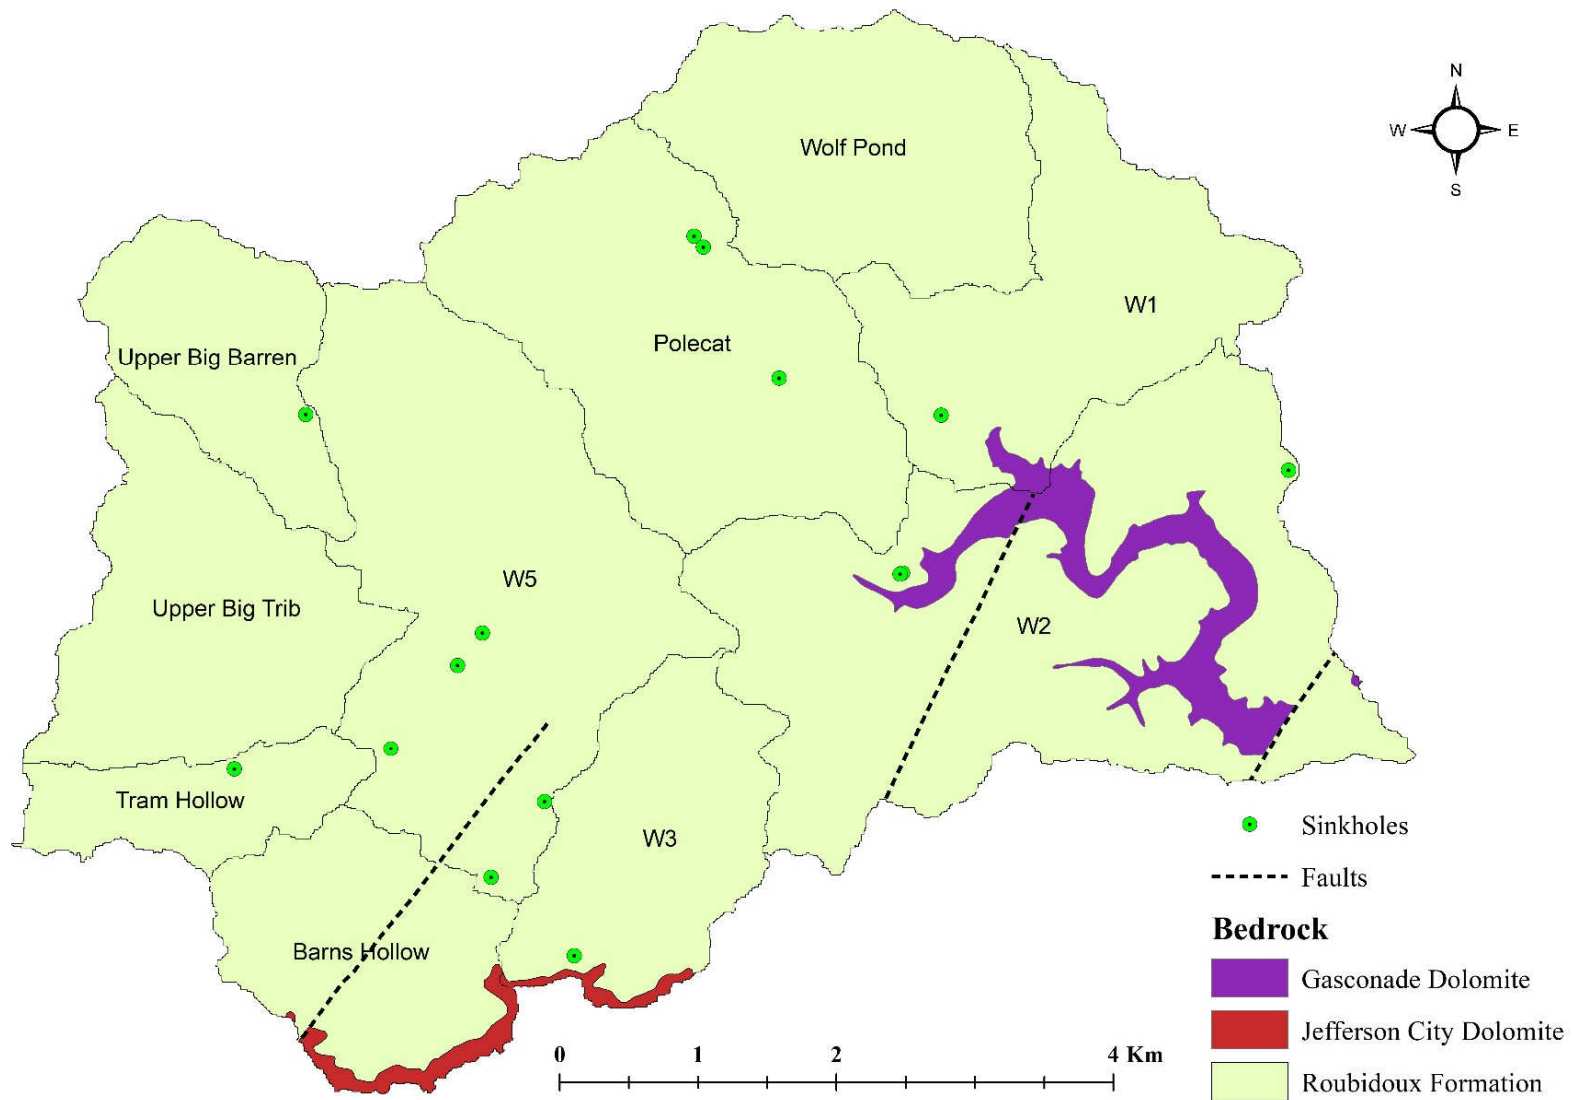 N
W E
S
Wolf Pond
W1
Polecat
Upper Big Barren
W5
Upper Big Trib
W2
Tram Hollow
W3
Barns Hollow
Sinkholes
Faults
Bedrock
Gasconade Dolomite
Jefferson City Dolomite
Roubidoux Formation
0 1 2 4 Km